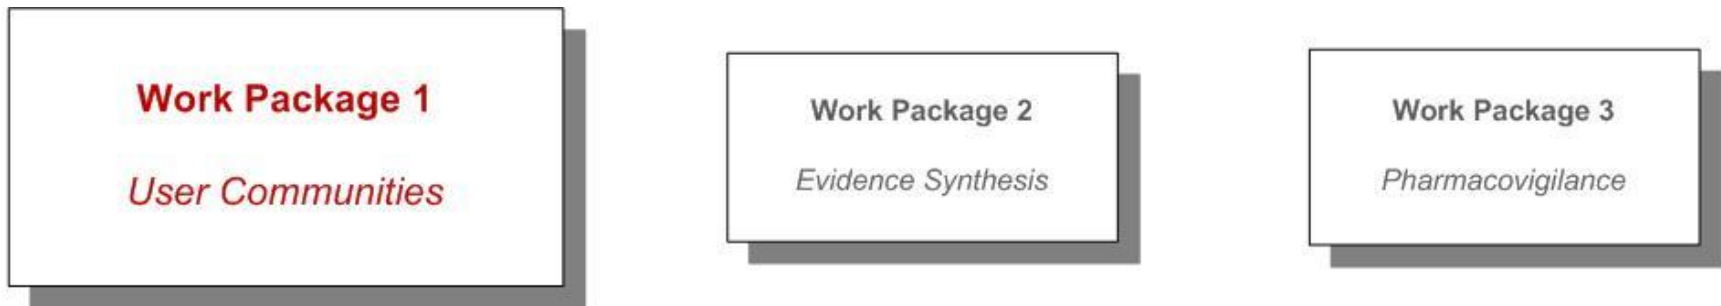 Work Package 1
User Communities
Work Package 2
Evidence Synthesis
Work Package 3
Pharmacovigilance